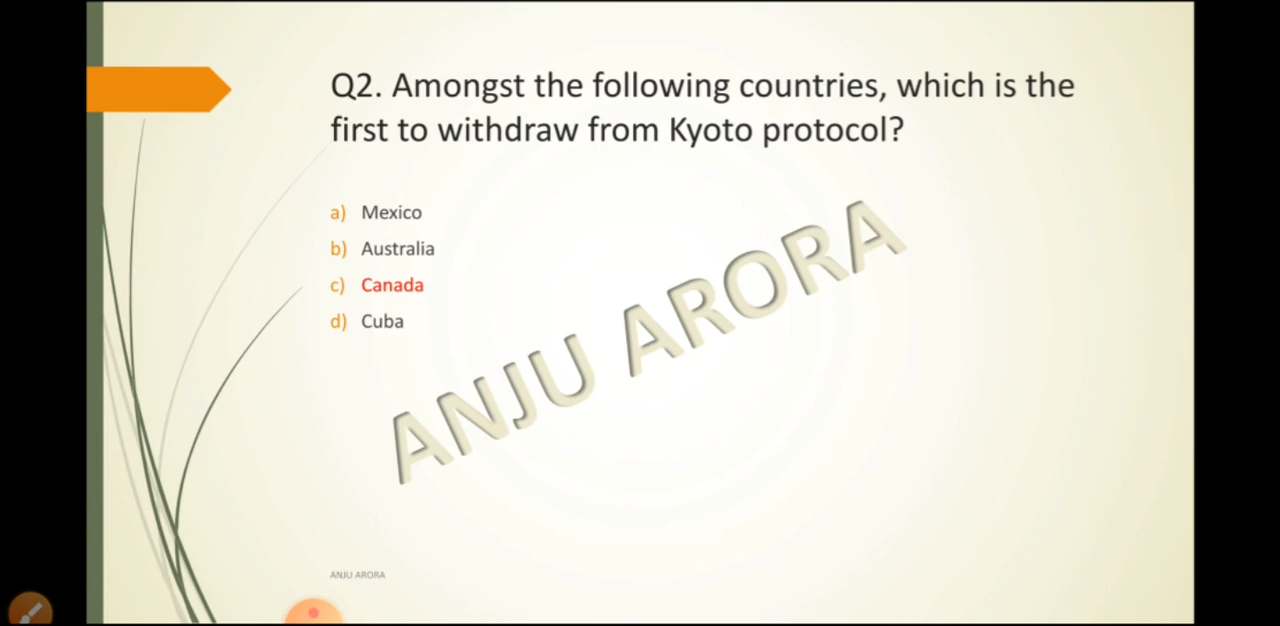 Q2. Amongst the following countries, which is the
first to withdraw from Kyoto protocol?
a) Mexico
b) Australia
c) Canada
d) Cuba
ANJU ARORA
ANJU ARORA